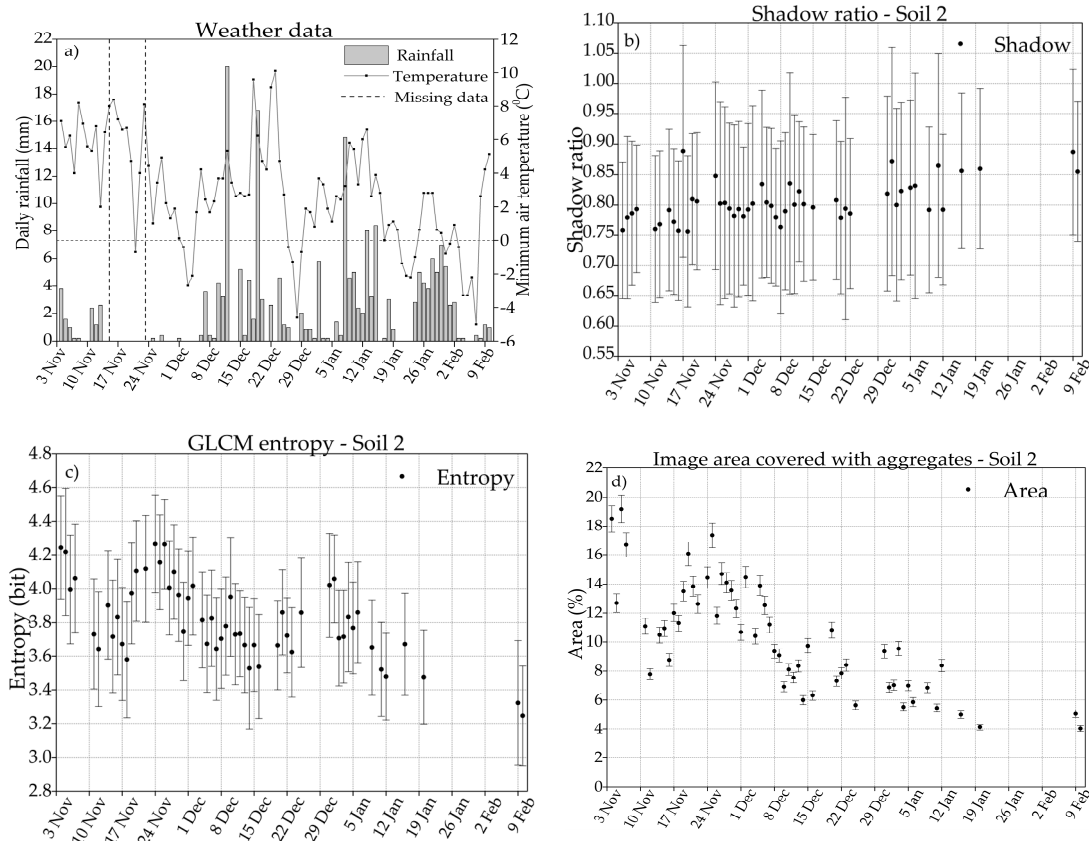 Weather data
a)
Rainfall
Temperature
Missing data
Daily rainfall (mm)
22
20
18
16
14
12
10
8
6
4
2
0
Minimum air temperature (⁰C)
12
10
8
6
4
2
0
-2
-4
-6
3 Nov
10 Nov
17 Nov
24 Nov
1 Dec
8 Dec
15 Dec
22 Dec
29 Dec
5 Jan
12 Jan
19 Jan
26 Jan
2 Feb
9 Feb
Shadow ratio - Soil 2
b)
Shadow
Shadow ratio
1.10
1.05
1.00
0.95
0.90
0.85
0.80
0.75
0.70
0.65
0.60
0.55
3 Nov
10 Nov
17 Nov
24 Nov
1 Dec
8 Dec
15 Dec
22 Dec
29 Dec
5 Jan
12 Jan
19 Jan
26 Jan
2 Feb
9 Feb
GLCM entropy - Soil 2
c)
Entropy
Entropy (bit)
4.8
4.6
4.4
4.2
4.0
3.8
3.6
3.4
3.2
3.0
2.8
3 Nov
10 Nov
17 Nov
24 Nov
1 Dec
8 Dec
15 Dec
22 Dec
29 Dec
5 Jan
12 Jan
19 Jan
26 Jan
2 Feb
9 Feb
Image area covered with aggregates - Soil 2
d)
Area
Area (%)
22
20
18
16
14
12
10
8
6
4
2
0
3 Nov
10 Nov
17 Nov
24 Nov
1 Dec
8 Dec
15 Dec
22 Dec
29 Dec
5 Jan
12 Jan
19 Jan
26 Jan
2 Feb
9 Feb